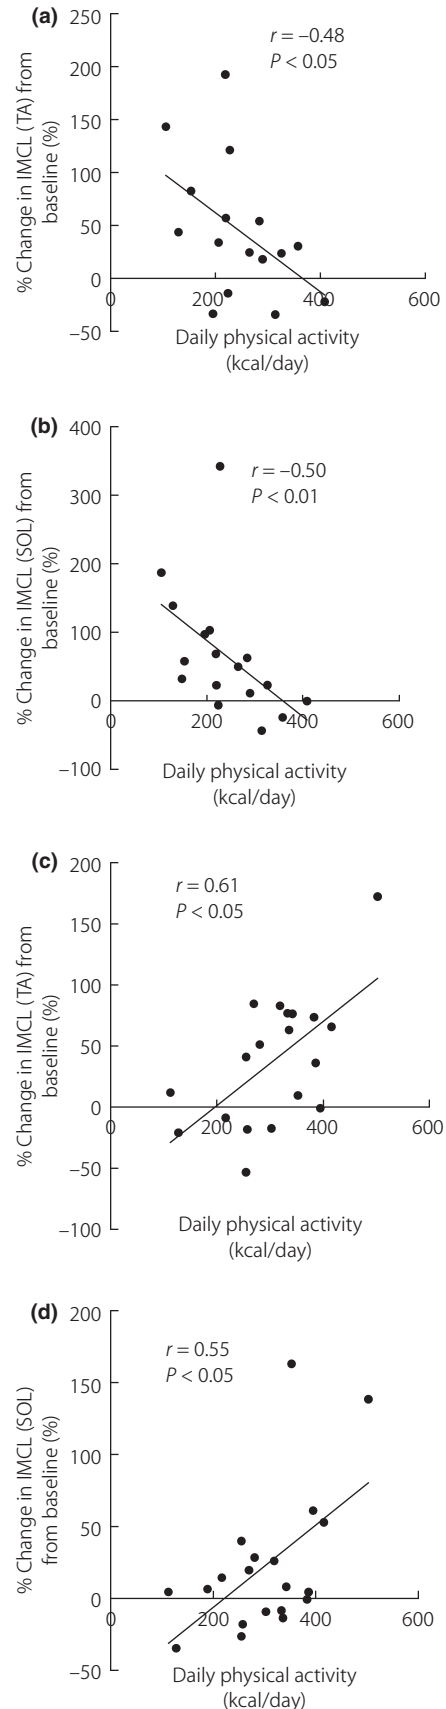 (a)
250
200
150
100
50
0
−50
% Change in IMCL (TA) from
baseline (%)
r = −0.48
P < 0.05
0 200 400 600
Daily physical activity
(kcal/day)
(b)
400
300
200
100
0
−100
% Change in IMCL (SOL) from
baseline (%)
r = −0.50
P < 0.01
0 200 400 600
Daily physical activity
(kcal/day)
(c)
200
150
100
50
0
−50
−100
% Change in IMCL (TA) from
baseline (%)
r = 0.61
P < 0.05
0 200 400 600
Daily physical activity
(kcal/day)
(d)
200
150
100
50
0
−50
% Change in IMCL (SOL)
from baseline (%)
r = 0.55
P < 0.05
0 200 400 600
Daily physical activity
(kcal/day)